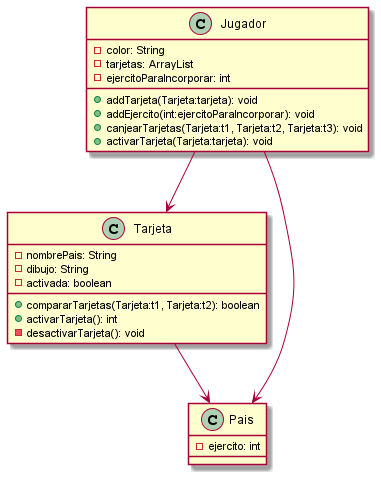 C Jugador
color: String
tarjetas: ArrayList
ejercitoParaIncorporar: int
addTarjeta(Tarjeta:tarjeta): void
addEjercito(int:ejercitoParaIncorporar): void
canjearTarjetas(Tarjeta:t1, Tarjeta:t2, Tarjeta:t3): void
activarTarjeta(Tarjeta:tarjeta): void
C Tarjeta
nombrePais: String
dibujo: String
activada: boolean
compararTarjetas(Tarjeta:t1, Tarjeta:t2): boolean
activarTarjeta(): int
desactivarTarjeta(): void
C Pais
ejercito: int